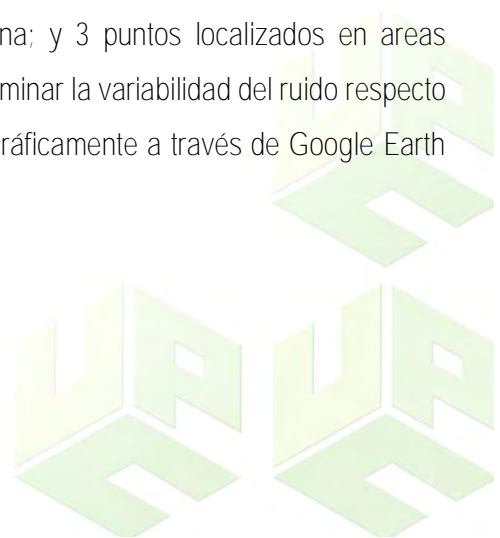 na; y 3 puntos localizados en areas
minar la variabilidad del ruido respecto
ráficamente a través de Google Earth